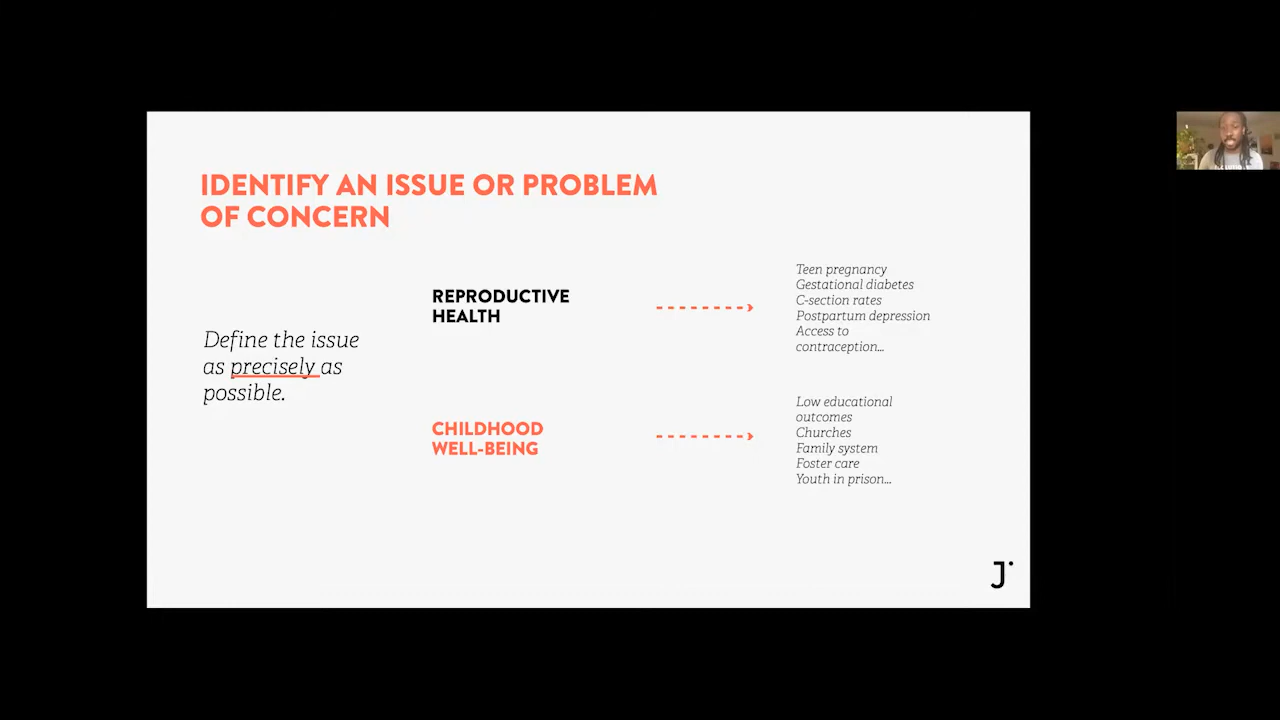 IDENTIFY AN ISSUE OR PROBLEM
OF CONCERN
Define the issue
as precisely as
possible.
REPRODUCTIVE
HEALTH
Teen pregnancy
Gestational diabetes
C-section rates
Postpartum depression
Access to
contraception...
CHILDHOOD
WELL-BEING
Low educational
outcomes
Churches
Family system
Foster care
Youth in prison...
J